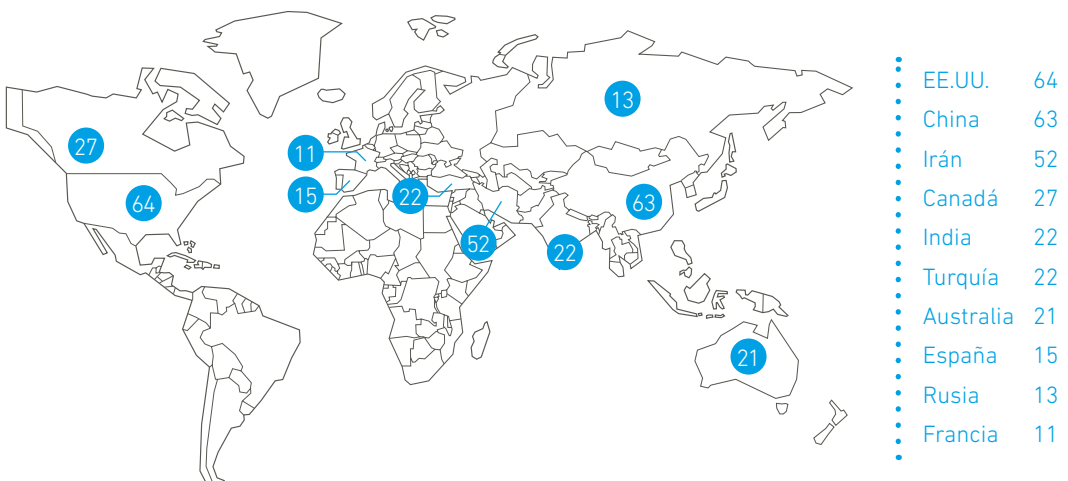 13
27
11
15
22
64
63
52
22
21
EE.UU. 64
China 63
Irán 52
Canadá 27
India 22
Turquía 22
Australia 21
España 15
Rusia 13
Francia 11